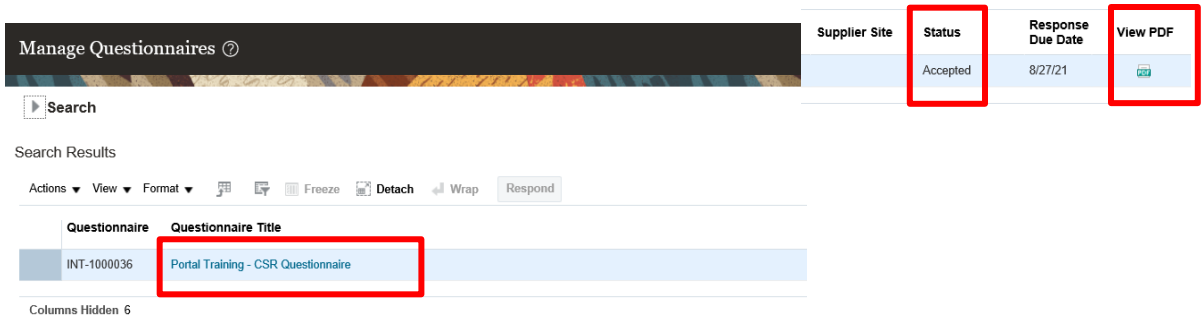 Manage Questionnaires ?
Search
Search Results
Actions View Format Freeze Detach Wrap Respond
Questionnaire Questionnaire Title
INT-1000036 Portal Training - CSR Questionnaire
Columns Hidden 6
Supplier Site Status Response Due Date View PDF
Accepted 8/27/21 PDF